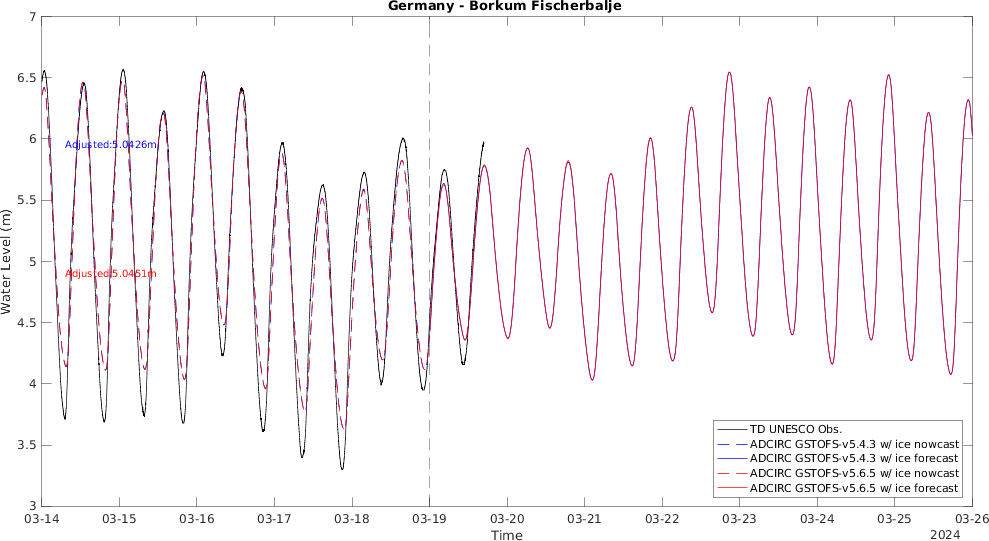 Germany - Borkum Fischerbalje
7
6.5
6
5.5
5
4.5
4
3.5
3
Water Level (m)
Adjusted:5.0426m
Adjusted:5.0451m
TD UNESCO Obs.
ADCIRC GSTOFS-v5.4.3 w/ ice nowcast
ADCIRC GSTOFS-v5.4.3 w/ ice forecast
ADCIRC GSTOFS-v5.6.5 w/ ice nowcast
ADCIRC GSTOFS-v5.6.5 w/ ice forecast
03-14 03-15 03-16 03-17 03-18 03-19 03-20 03-21 03-22 03-23 03-24 03-25 03-26
Time
2024